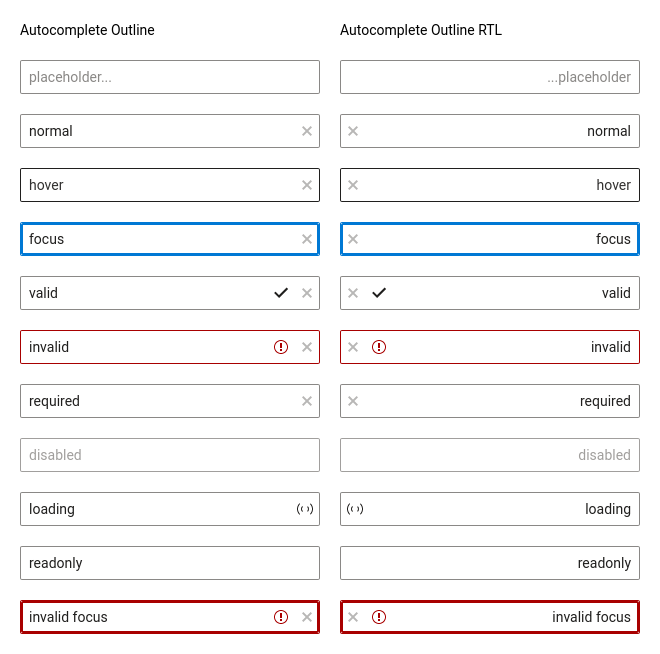 Autocomplete Outline
placeholder...
normal
hover
focus
valid
invalid
required
disabled
loading
readonly
invalid focus
Autocomplete Outline RTL
...placeholder
normal
hover
focus
valid
invalid
required
disabled
loading
readonly
invalid focus